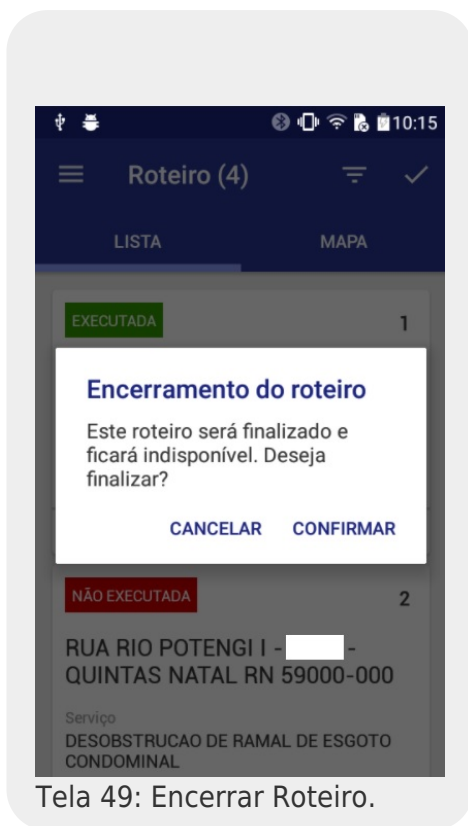 10:15
Roteiro (4)
LISTA MAPA
EXECUTADA 1
Encerramento do roteiro
Este roteiro será finalizado e
ficará indisponível. Deseja
finalizar?
CANCELAR CONFIRMAR
NÃO EXECUTADA 2
RUA RIO POTENGI I - -
QUINTAS NATAL RN 59000-000
Serviço
DESOBSTRUCAO DE RAMAL DE ESGOTO
CONDOMINAL
Tela 49: Encerrar Roteiro.